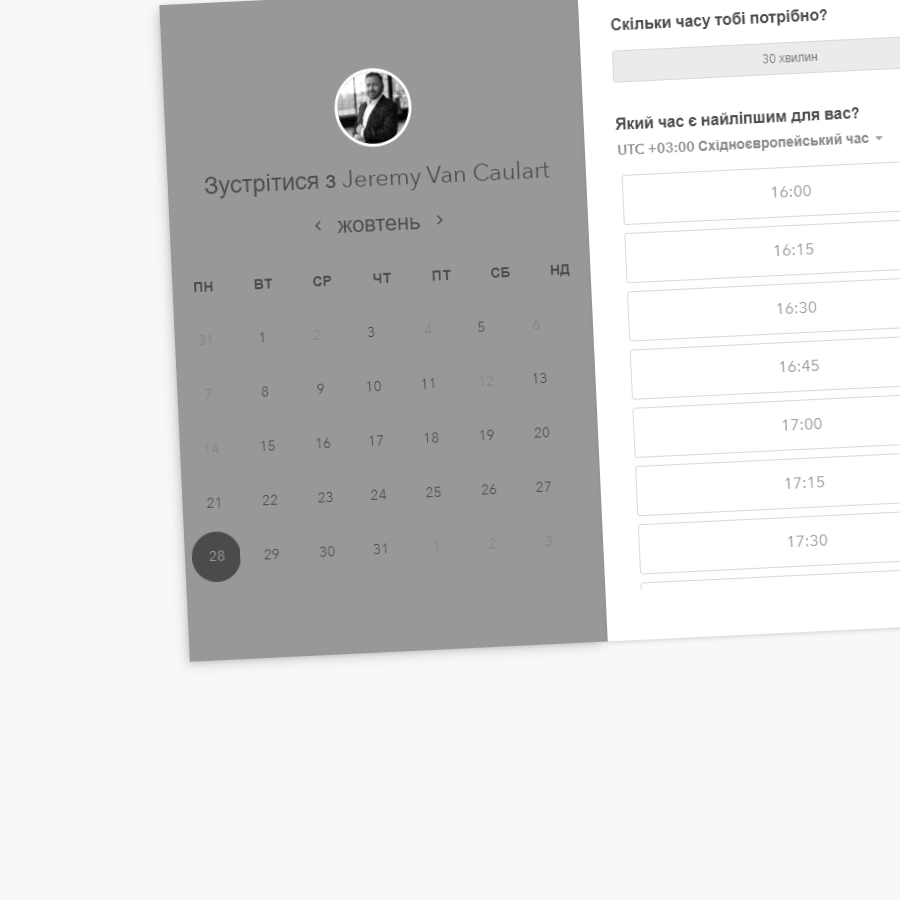 Зустрітися з Jeremy Van Caulart
жовтень
ПН ВТ СР ЧТ ПТ СБ НД
31 1 2 3 4 5 6
7 8 9 10 11 12 13
14 15 16 17 18 19 20
21 22 23 24 25 26 27
28 29 30 31 1 2 3
Скільки часу тобі потрібно?
30 хвилин
Який час є найліпшим для вас?
UTC +03:00 Східноєвропейський час
16:00
16:15
16:30
16:45
17:00
17:15
17:30